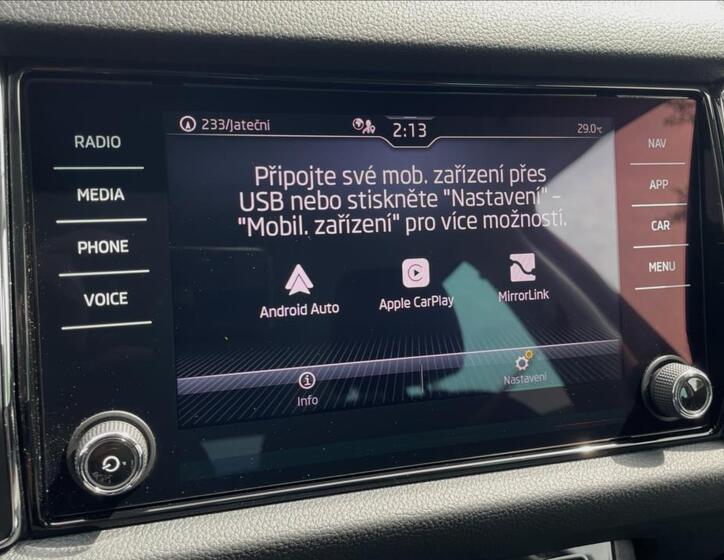 RADIO
MEDIA
PHONE
VOICE
233/Jateční
2:13
29.0°C
Připojte své mob. zařízení přes
USB nebo stiskněte "Nastavení" –
"Mobil. zařízení" pro více možností.
Android Auto
Apple CarPlay
MirrorLink
Info
Nastavení
NAV
APP
CAR
MENU